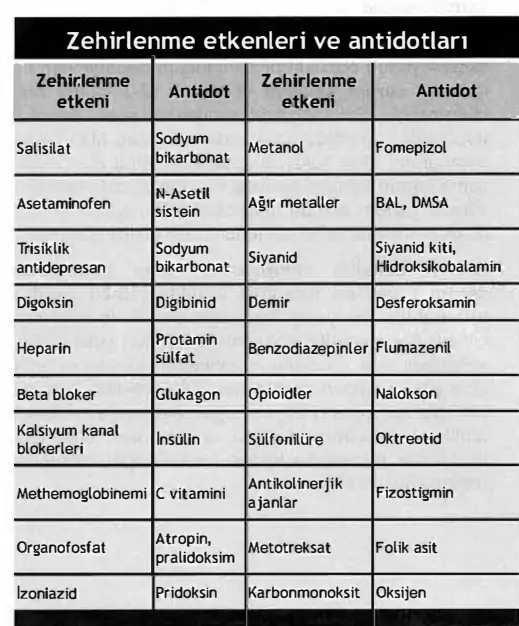 Zehirlenme etkenleri ve antidotları
Zehirlenme etkeni | Antidot | Zehirlenme etkeni | Antidot
Salisilat | Sodyum bikarbonat | Metanol | Fomepizol
Asetaminofen | N-Asetil sistein | Ağır metaller | BAL, DMSA
Trisiklik antidepresan | Sodyum bikarbonat | Siyanid | Siyanid kiti, Hidroksikobalamin
Digoksin | Digibinid | Demir | Desferoksamin
Heparin | Protamin sülfat | Benzodiazepinler | Flumazenil
Beta bloker | Glukagon | Opioidler | Nalokson
Kalsiyum kanal blokerleri | İnsülin | Sülfonilüre | Oktreotid
Methemoglobinemi | C vitamini | Antikolinerjik ajanlar | Fizostigmin
Organofosfat | Atropin, pralidoksim | Metotreksat | Folik asit
İzoniazid | Pridoksin | Karbonmonoksit | Oksijen